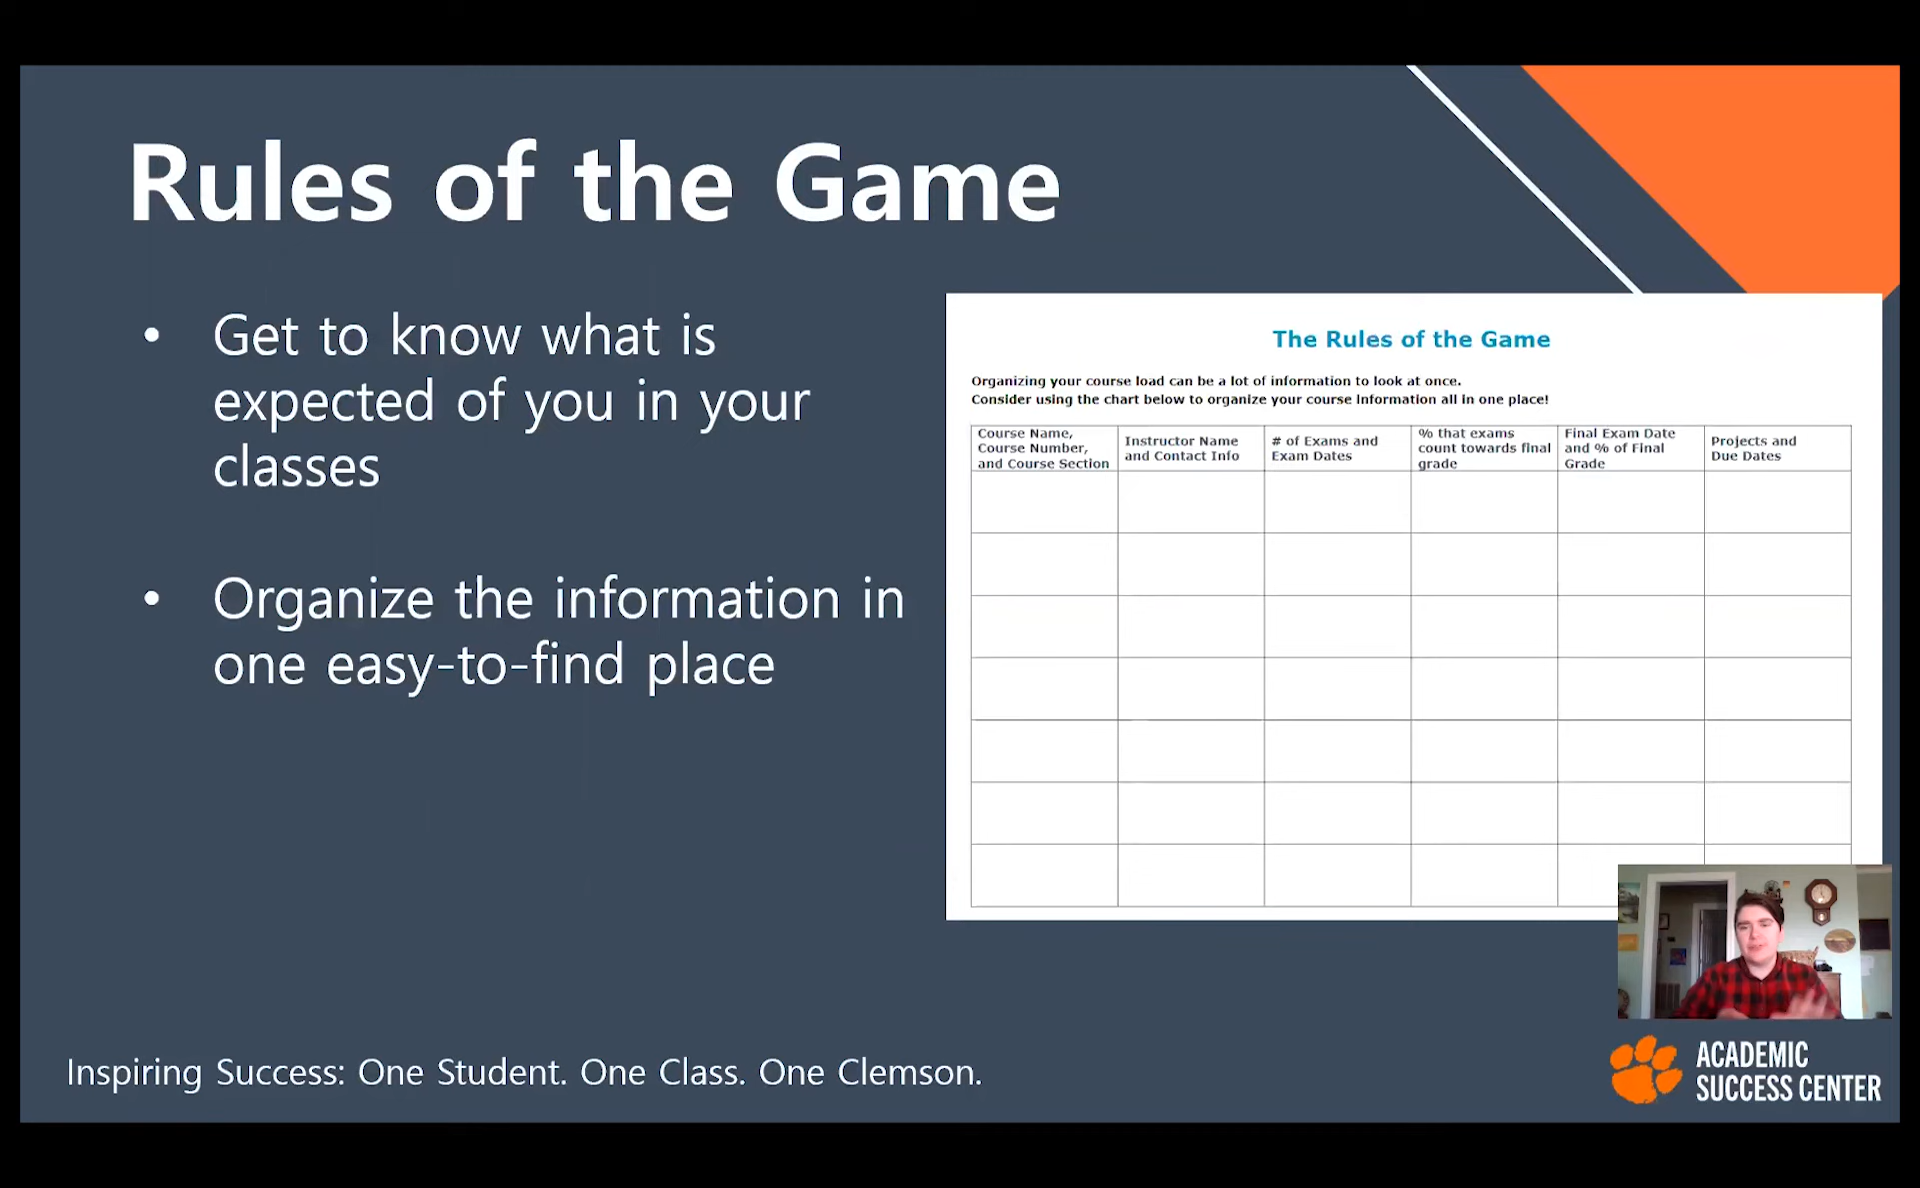 Rules of the Game
• Get to know what is
expected of you in your
classes
• Organize the information in
one easy-to-find place
The Rules of the Game
Organizing your course load can be a lot of information to look at once.
Consider using the chart below to organize your course information all in one place!
Course Name,
Course Number,
and Course Section
Instructor Name
and Contact Info
# of Exams and
Exam Dates
% that exams
count towards final
grade
Final Exam Date
and % of Final
Grade
Projects and
Due Dates
Inspiring Success: One Student. One Class. One Clemson.
ACADEMIC
SUCCESS CENTER